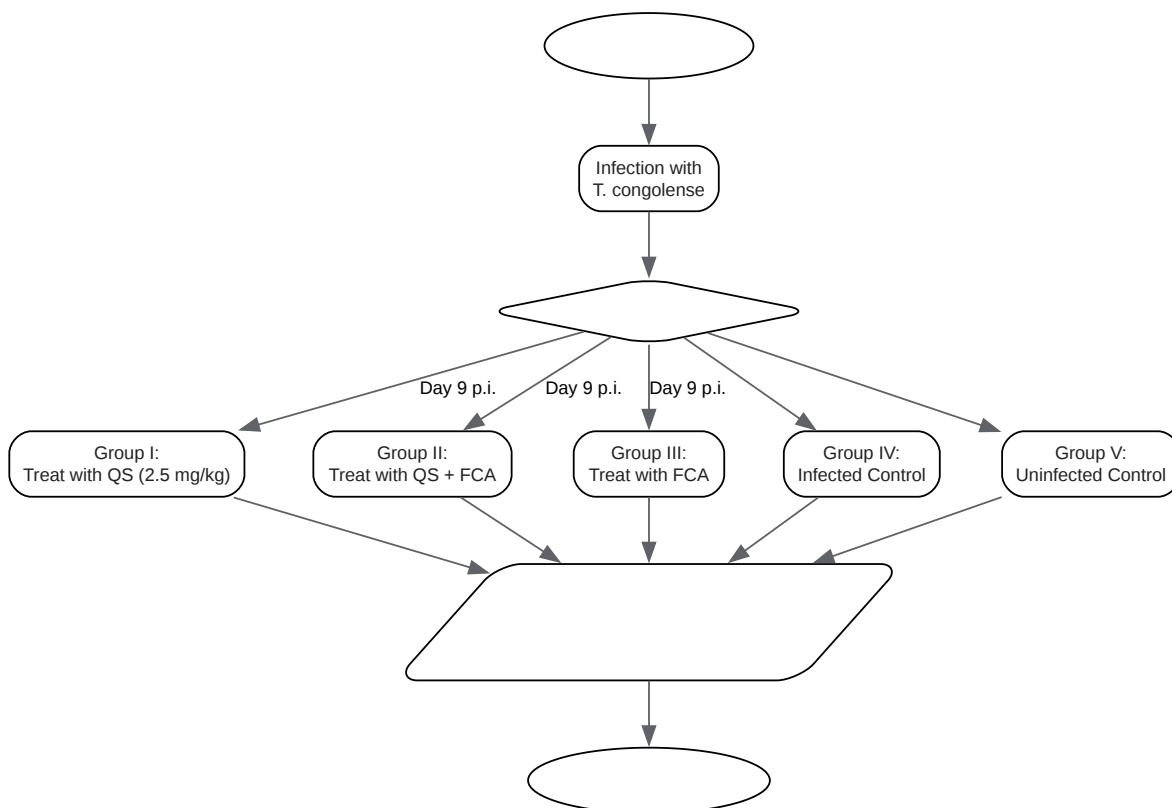 Infection with
T. congolense
Day 9 p.i.
Day 9 p.i.
Day 9 p.i.
Group I:
Treat with QS (2.5 mg/kg)
Group II:
Treat with QS + FCA
Group III:
Treat with FCA
Group IV:
Infected Control
Group V:
Uninfected Control